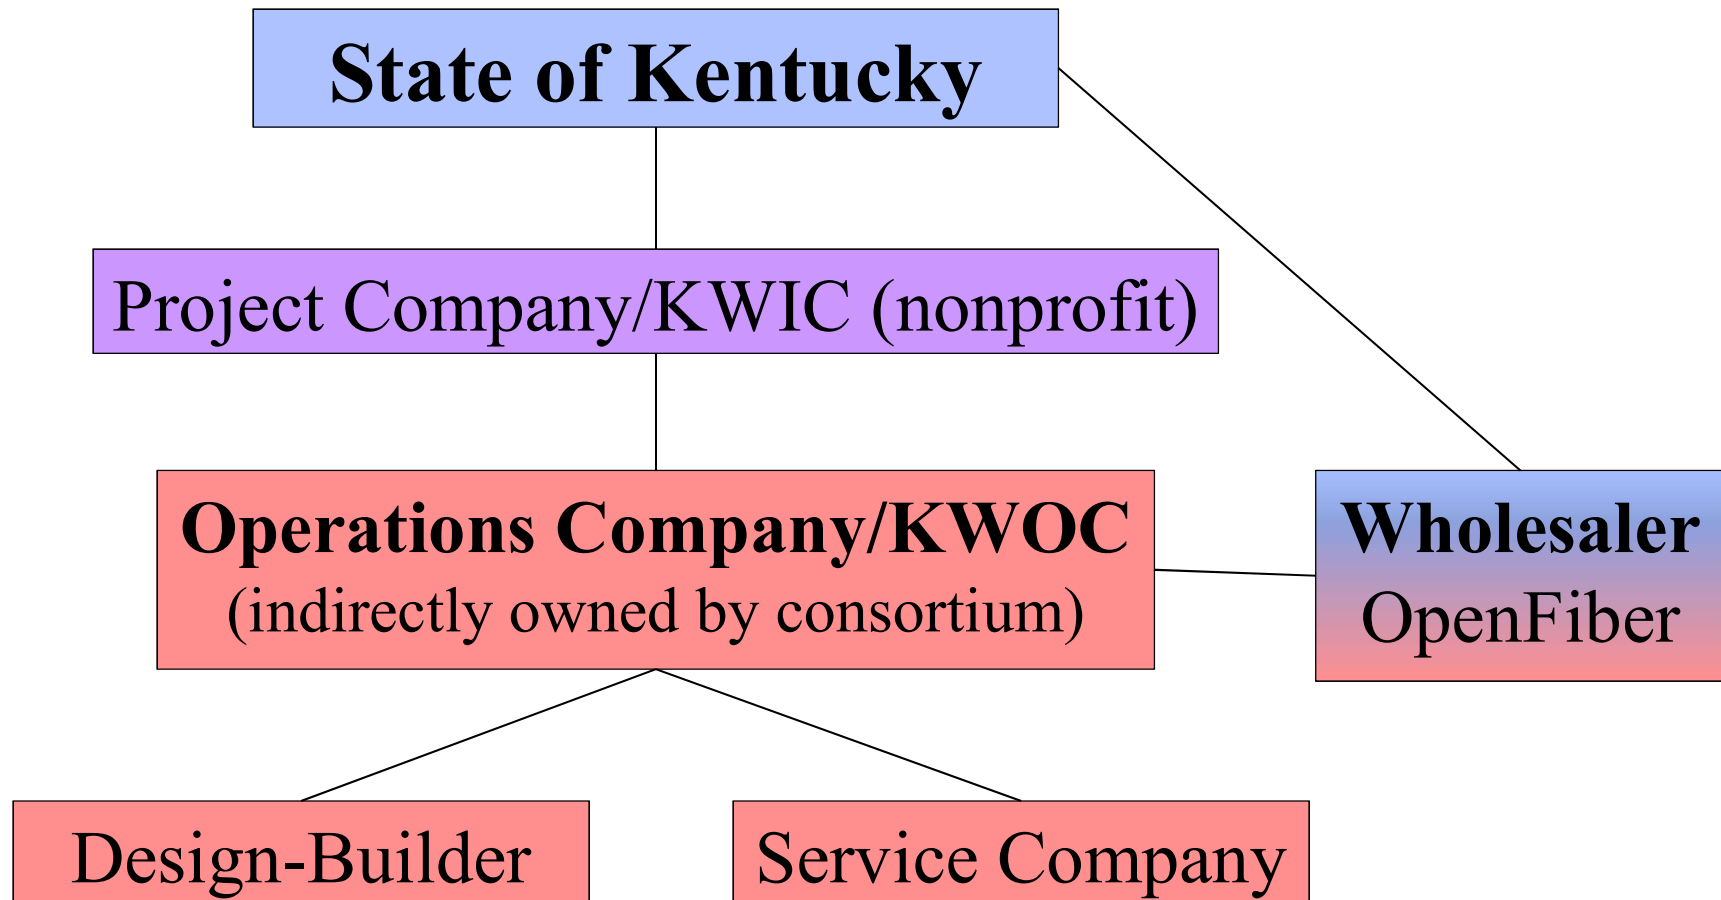 State of Kentucky
Project Company/KWIC (nonprofit)
Operations Company/KWOC
(indirectly owned by consortium)
Wholesaler
OpenFiber
Design-Builder
Service Company